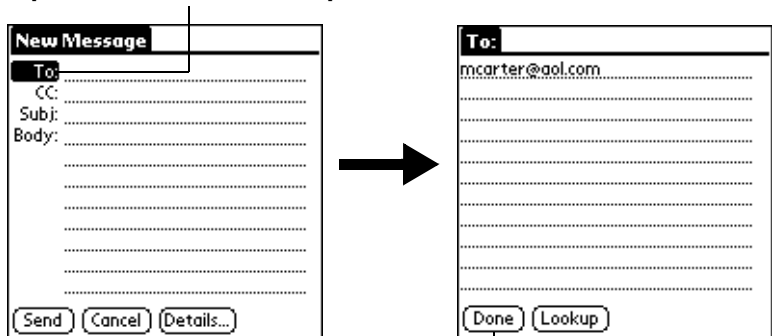 New Message
To:
CC:
Subj:
Body:
Send Cancel Details...
To:
mcarter@aol.com
Done Lookup